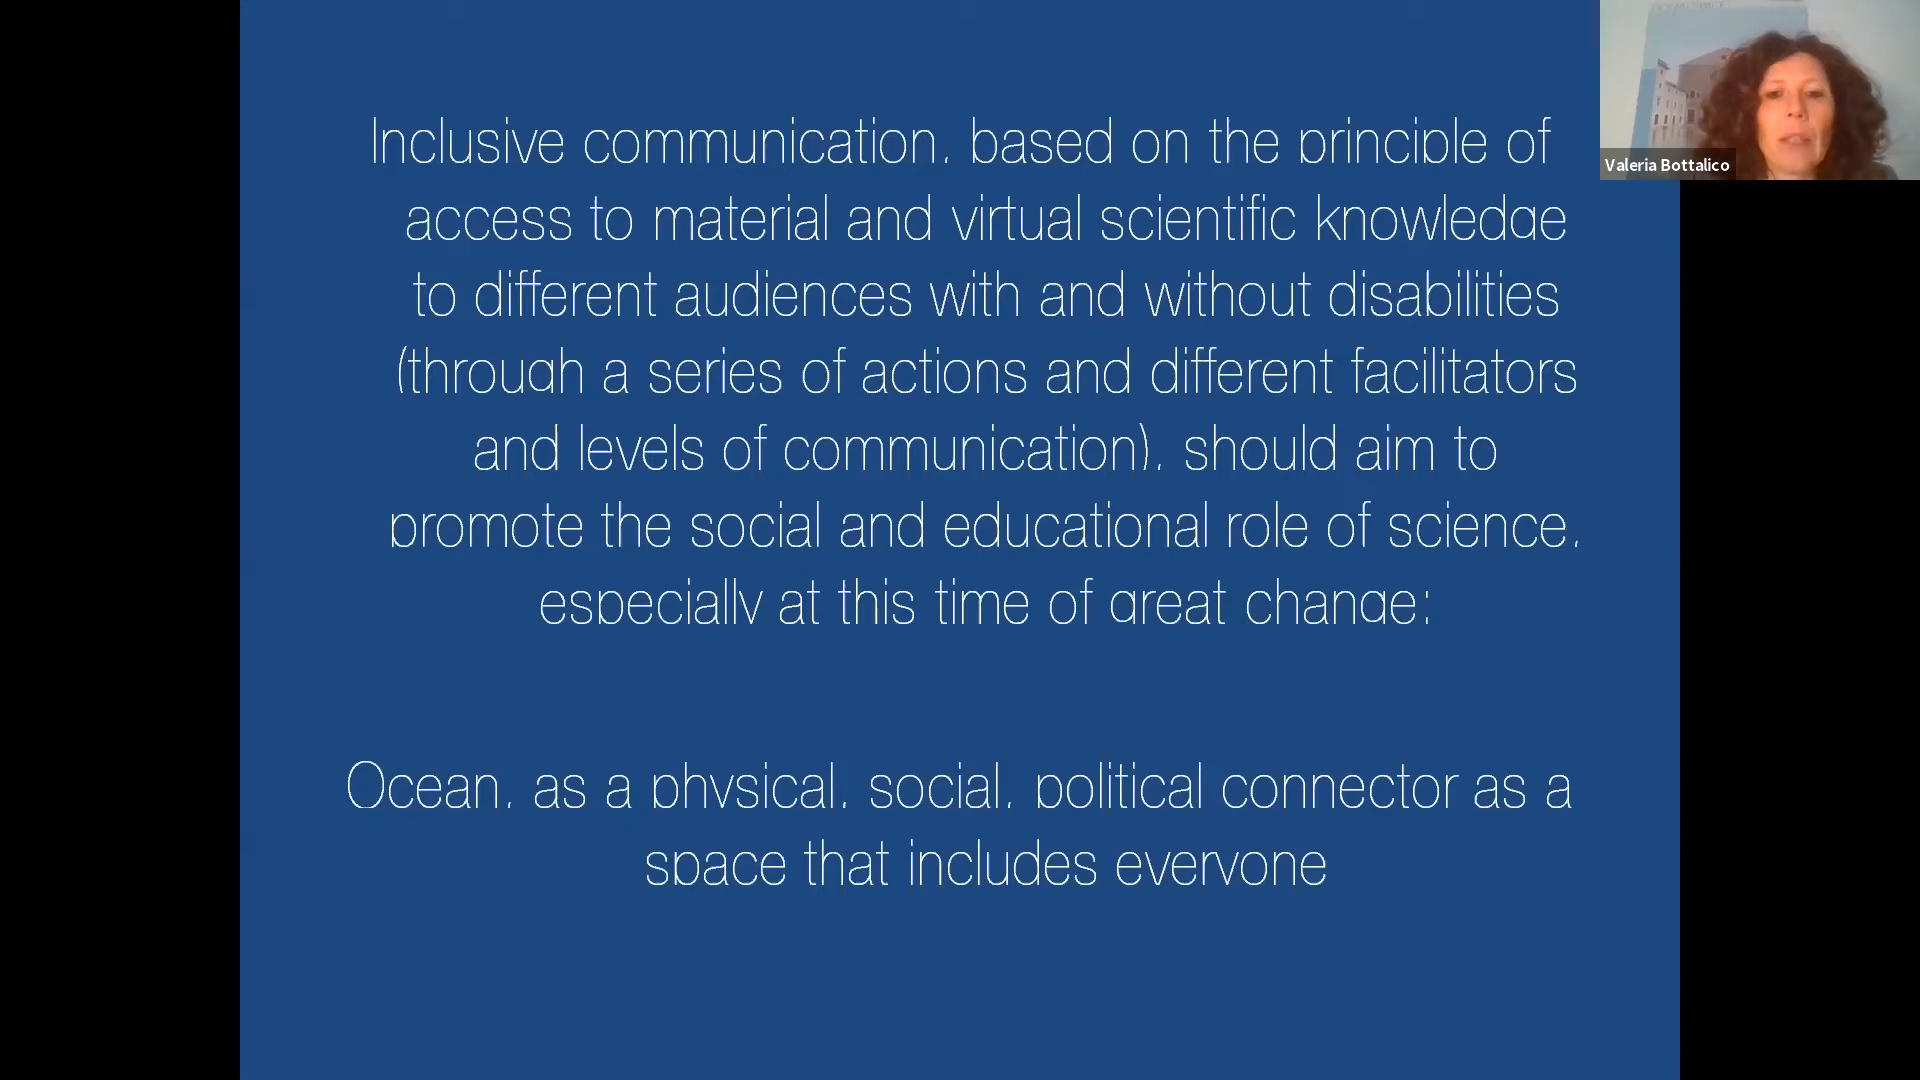 Inclusive communication, based on the principle of
access to material and virtual scientific knowledge
to different audiences with and without disabilities
(through a series of actions and different facilitators
and levels of communication), should aim to
promote the social and educational role of science,
especially at this time of great change;
Ocean, as a physical, social, political connector as a
space that includes everyone
Valeria Bottalico